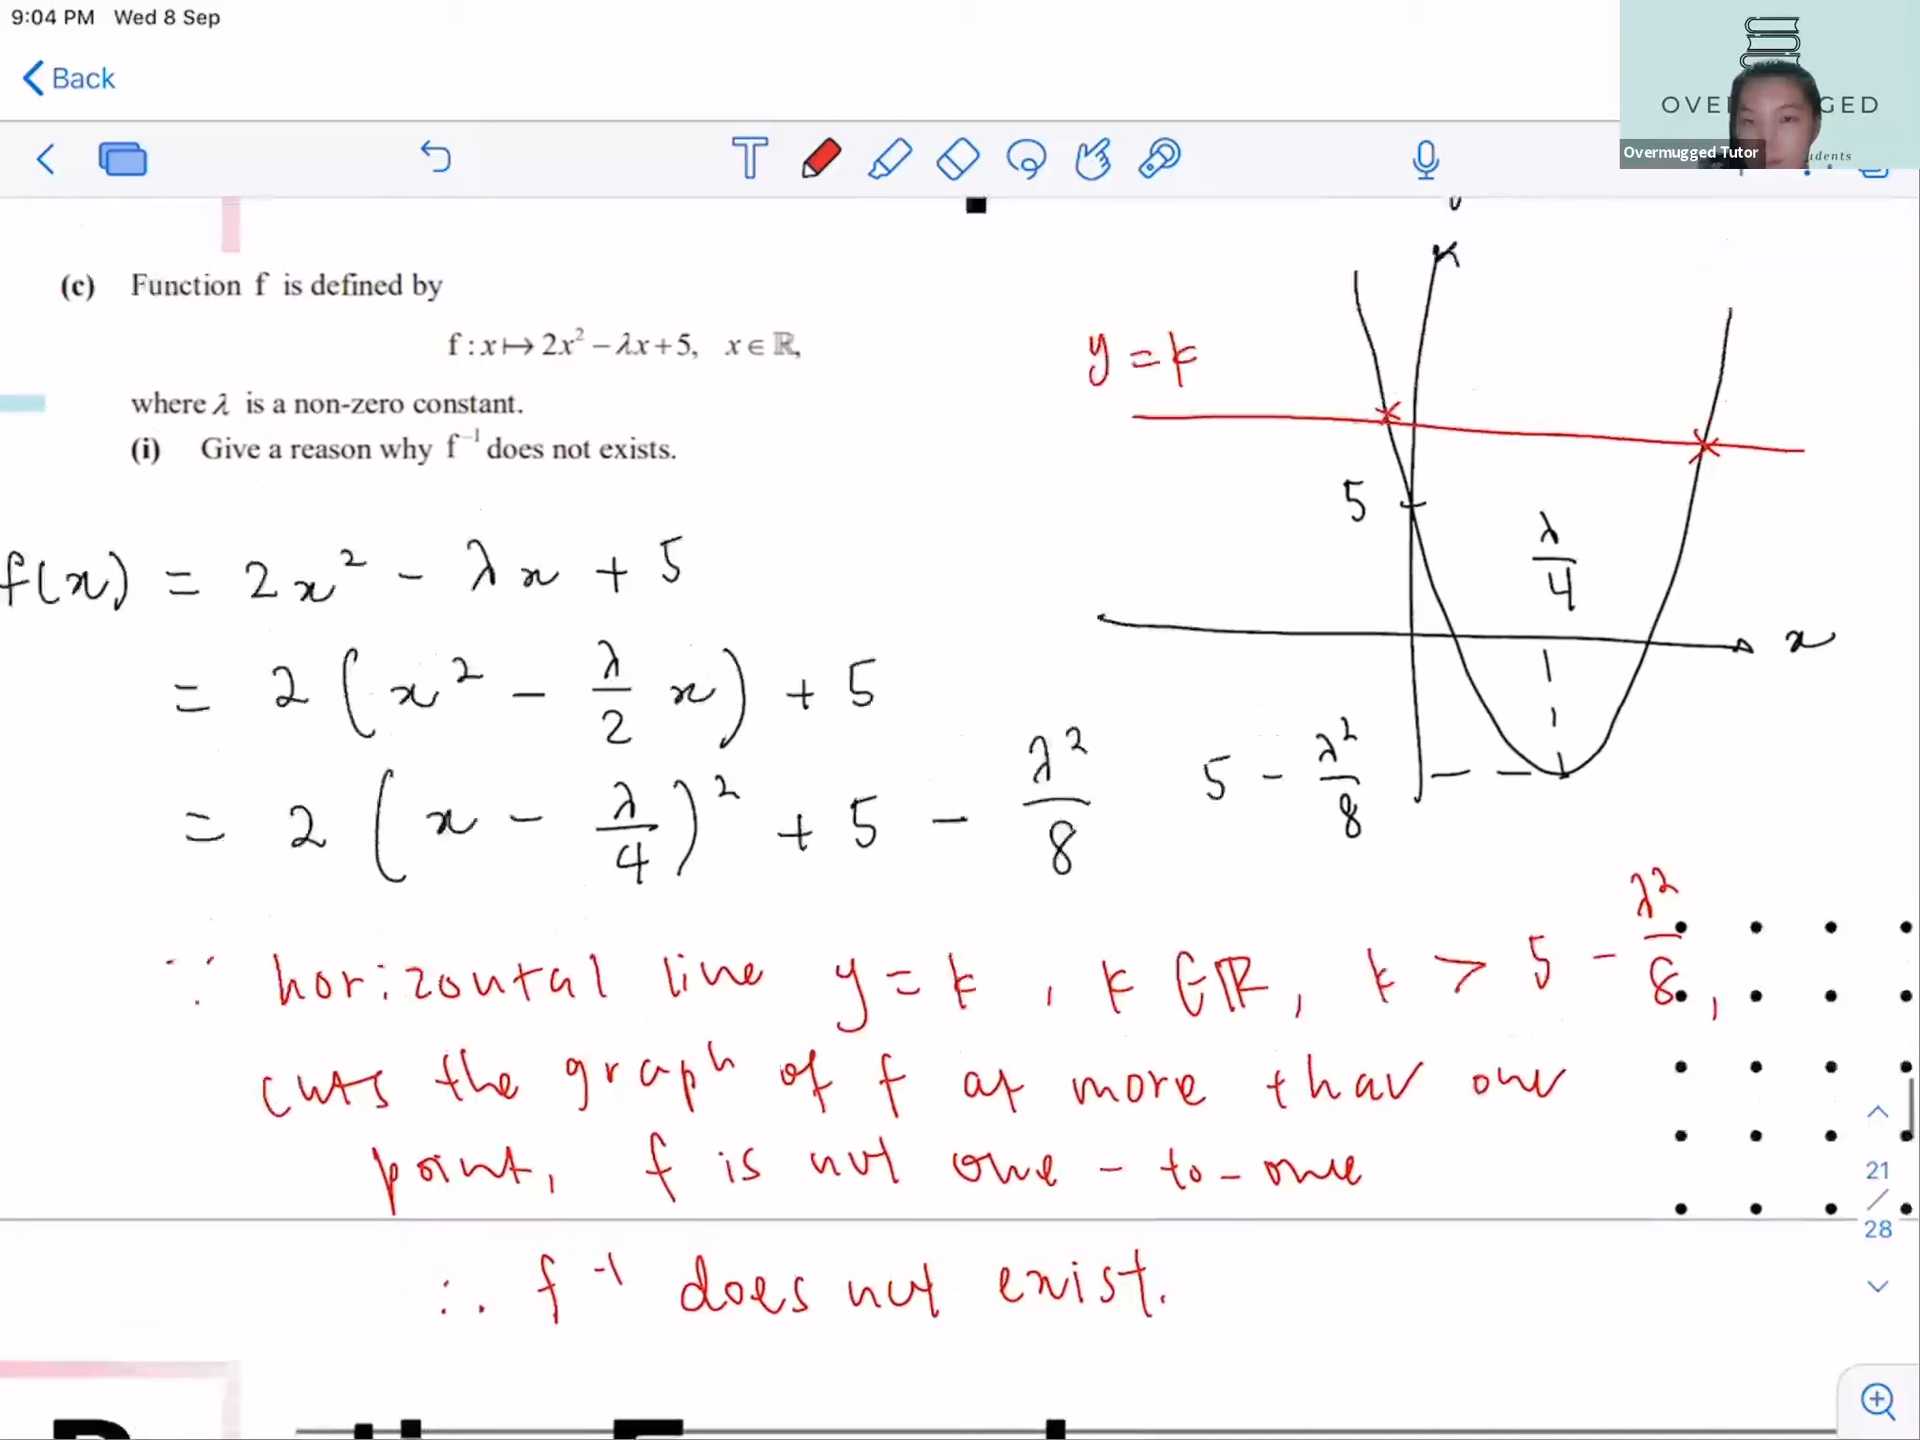 9:04 PM Wed 8 Sep
Back
OVE GED
Overmugged Tutor
(c) Function f is defined by
f : x ↦ 2x² − λx + 5, x ∈ ℝ,
where λ is a non-zero constant.
(i) Give a reason why f⁻¹ does not exists.
y = k
5
λ/4
x
5 − λ²/8
f(x) = 2x² − λx + 5
= 2(x² − λ/2 x) + 5
= 2(x − λ/4)² + 5 − λ²/8
∵ horizontal line y = k, k ∈ ℝ, k > 5 − λ²/8,
cuts the graph of f at more than one
point, f is not one-to-one
∴ f⁻¹ does not exist.
21
/
28